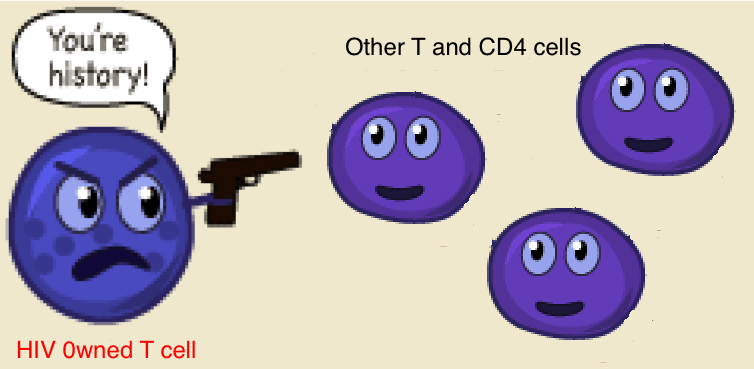 You're
history!
Other T and CD4 cells
HIV 0wned T cell